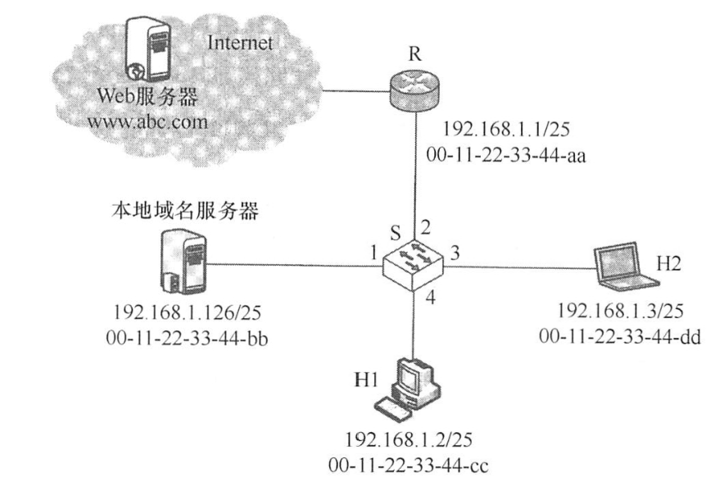 Internet
Web服务器
www.abc.com
R
192.168.1.1/25
00-11-22-33-44-aa
本地域名服务器
192.168.1.126/25
00-11-22-33-44-bb
S
1
2
3
4
H2
192.168.1.3/25
00-11-22-33-44-dd
H1
192.168.1.2/25
00-11-22-33-44-cc